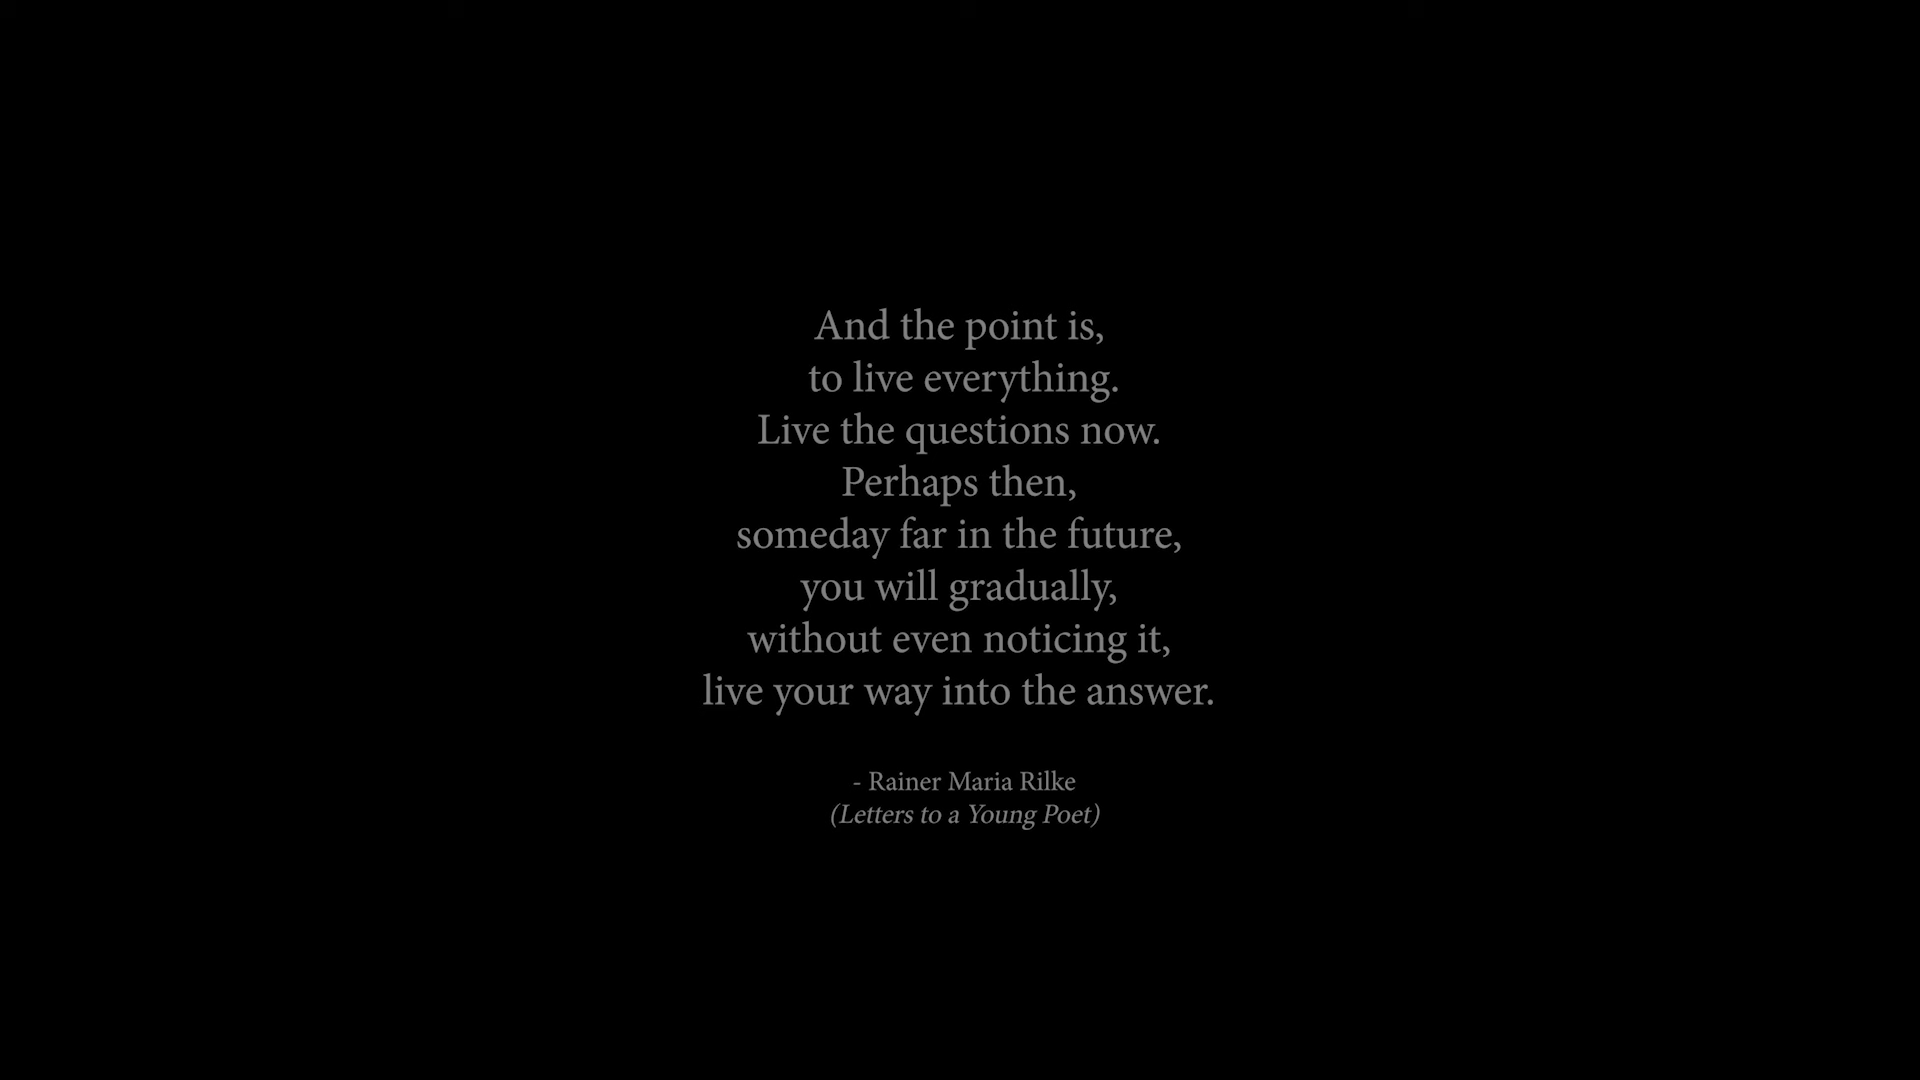 And the point is,
to live everything.
Live the questions now.
Perhaps then,
someday far in the future,
you will gradually,
without even noticing it,
live your way into the answer.
- Rainer Maria Rilke
(Letters to a Young Poet)